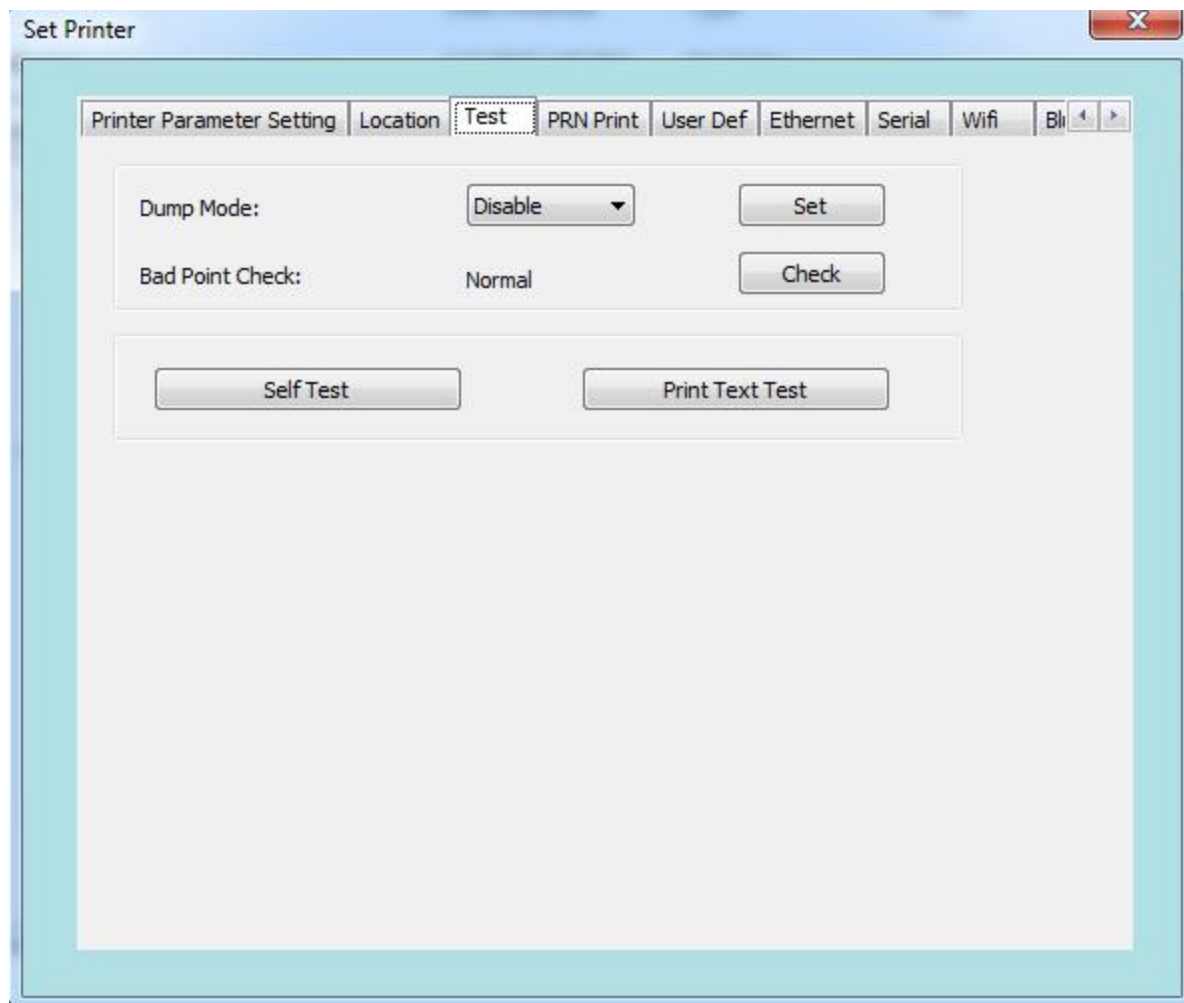 Set Printer
Printer Parameter Setting Location Test PRN Print User Def Ethernet Serial Wifi
Dump Mode: Disable Set
Bad Point Check: Normal Check
Self Test Print Text Test